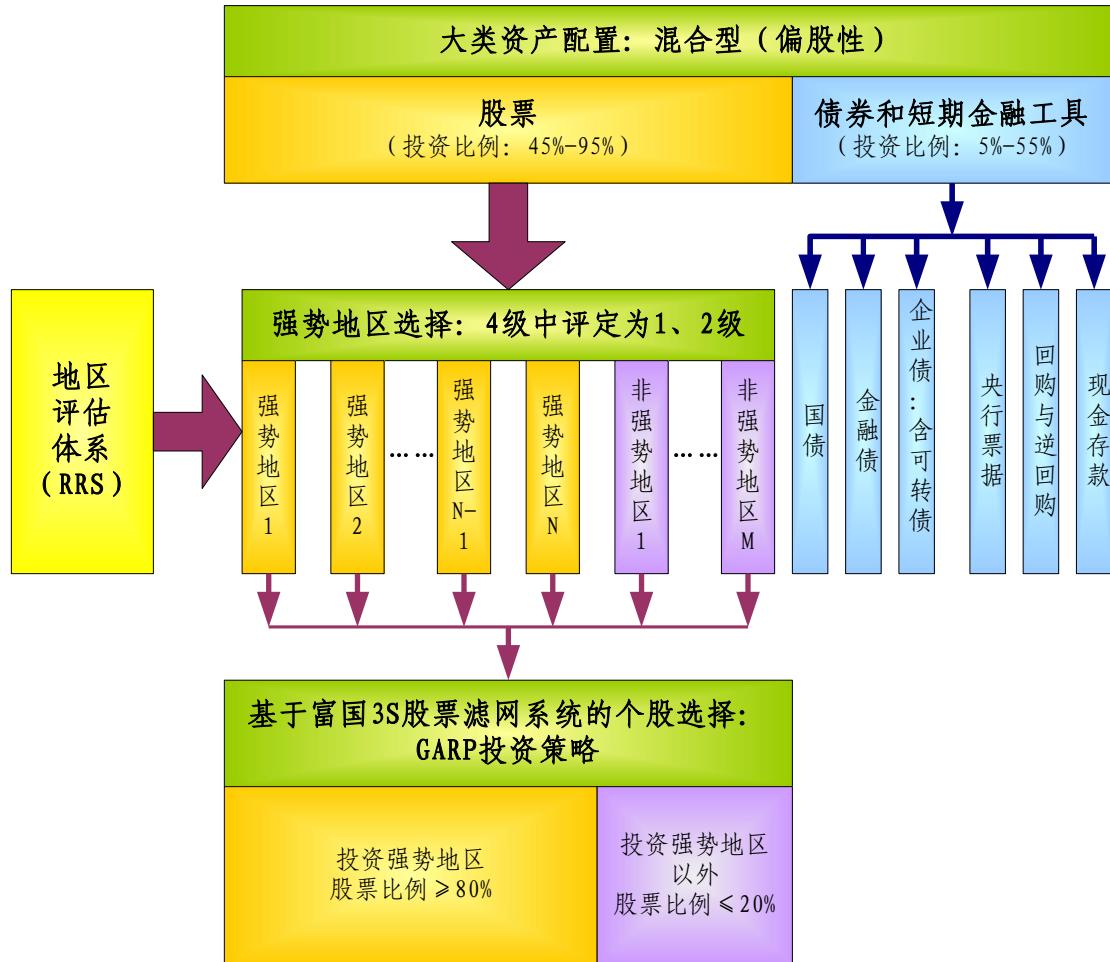 大类资产配置：混合型（偏股性）
股票
（投资比例：45%-95%）
债券和短期金融工具
（投资比例：5%-55%）
地区
评估
体系
（RRS）
强势地区选择：4级中评定为1、2级
强势地区1
强势地区2
……
强势地区N-1
强势地区N
非强势地区1
……
非强势地区M
国债
金融债
企业债：含可转债
央行票据
回购与逆回购
现金存款
基于富国3S股票滤网系统的个股选择：
GARP投资策略
投资强势地区
股票比例≥80%
投资强势地区
以外
股票比例≤20%